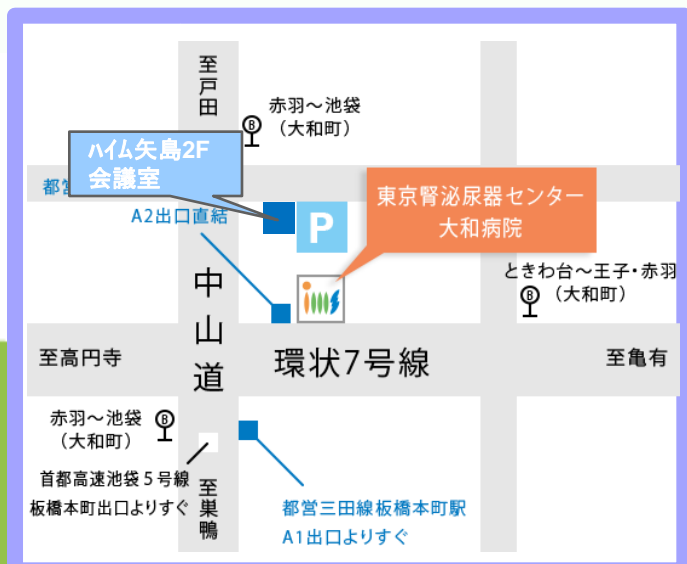 至戸田
赤羽～池袋
（大和町）
B
ハイム矢島2F
会議室
都営
A2出口直結
P
東京腎泌尿器センター
大和病院
ims
ときわ台～王子・赤羽
（大和町）
B
中山道
至高円寺
環状7号線
至亀有
赤羽～池袋
（大和町）
B
首都高速池袋５号線
板橋本町出口よりすぐ
至巣鴨
都営三田線板橋本町駅
A1出口よりすぐ